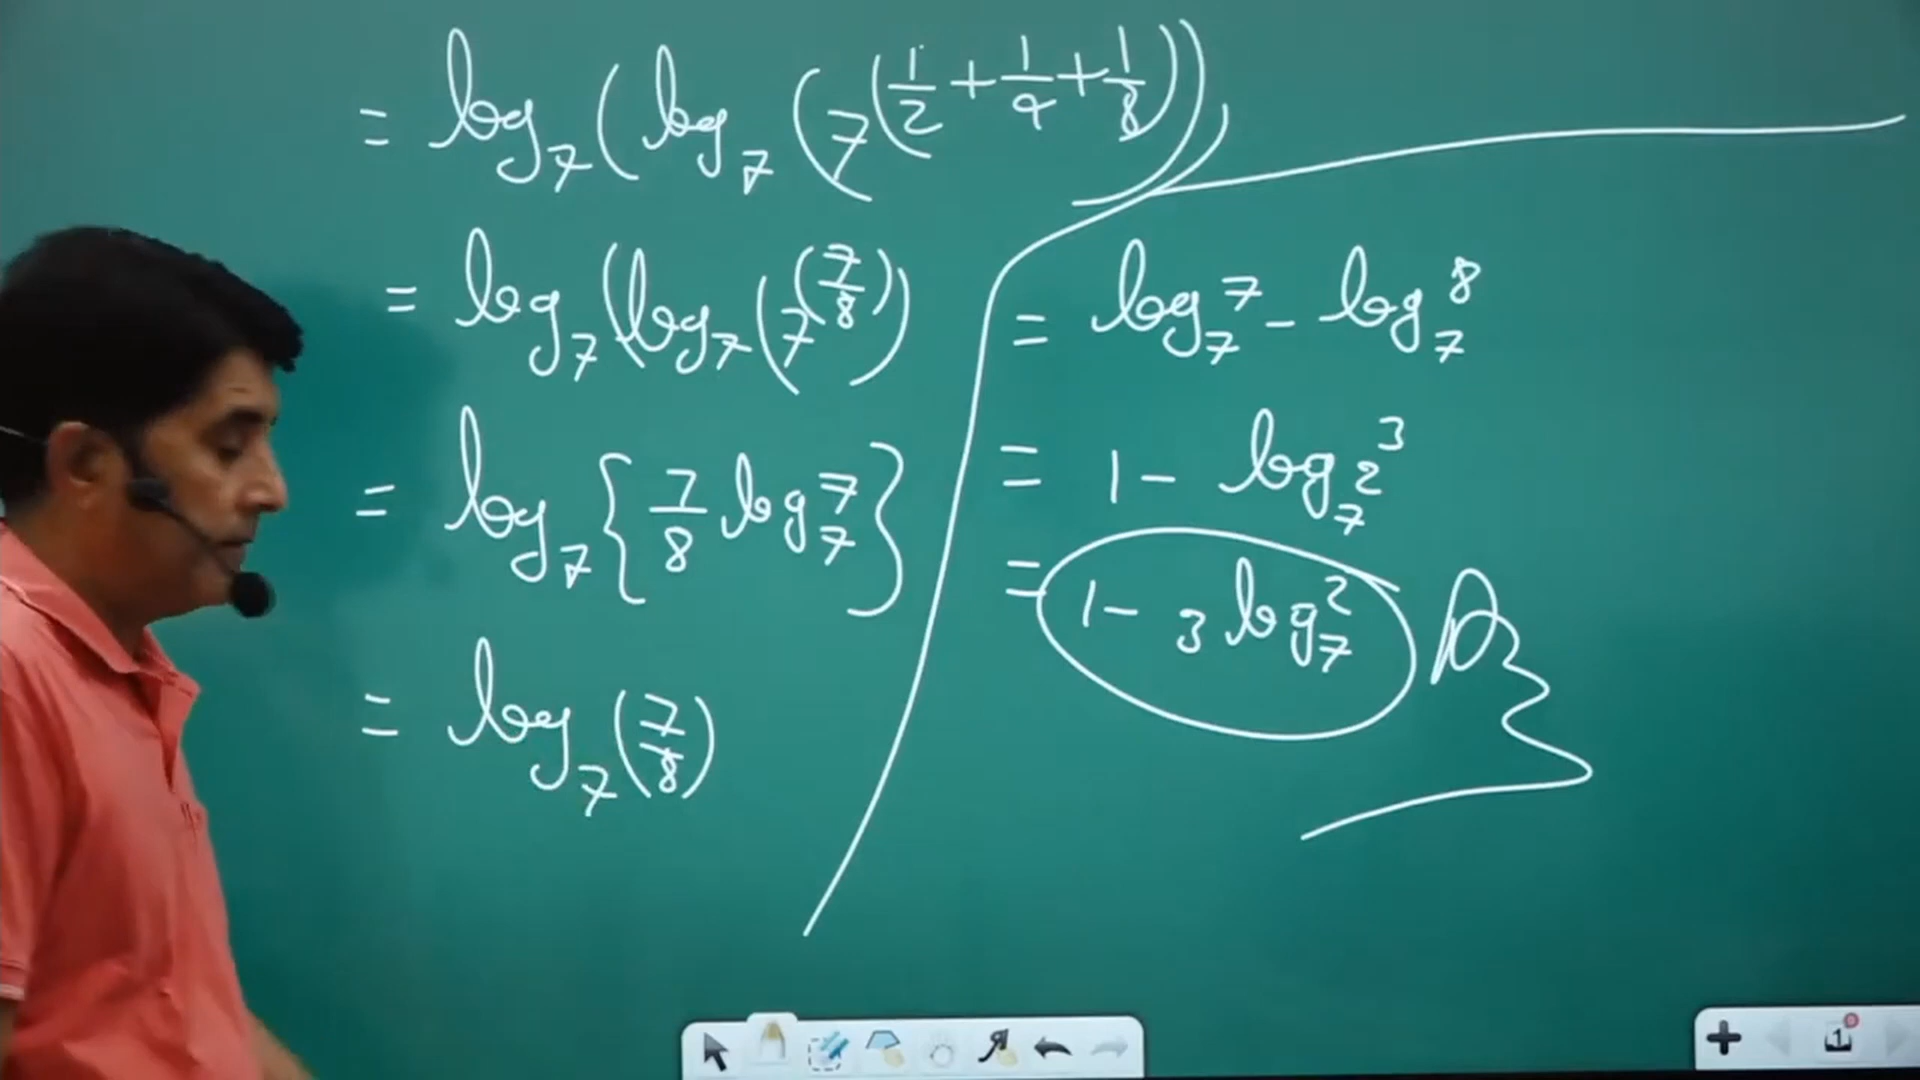 = log₇(log₇(7^(1/2 + 1/4 + 1/8)))
= log₇(log₇(7^(7/8))
= log₇{7/8 log₇7}
= log₇(7/8)
= log₇7 - log₇8
= 1 - log₇2³
= 1 - 3 log₇2
1